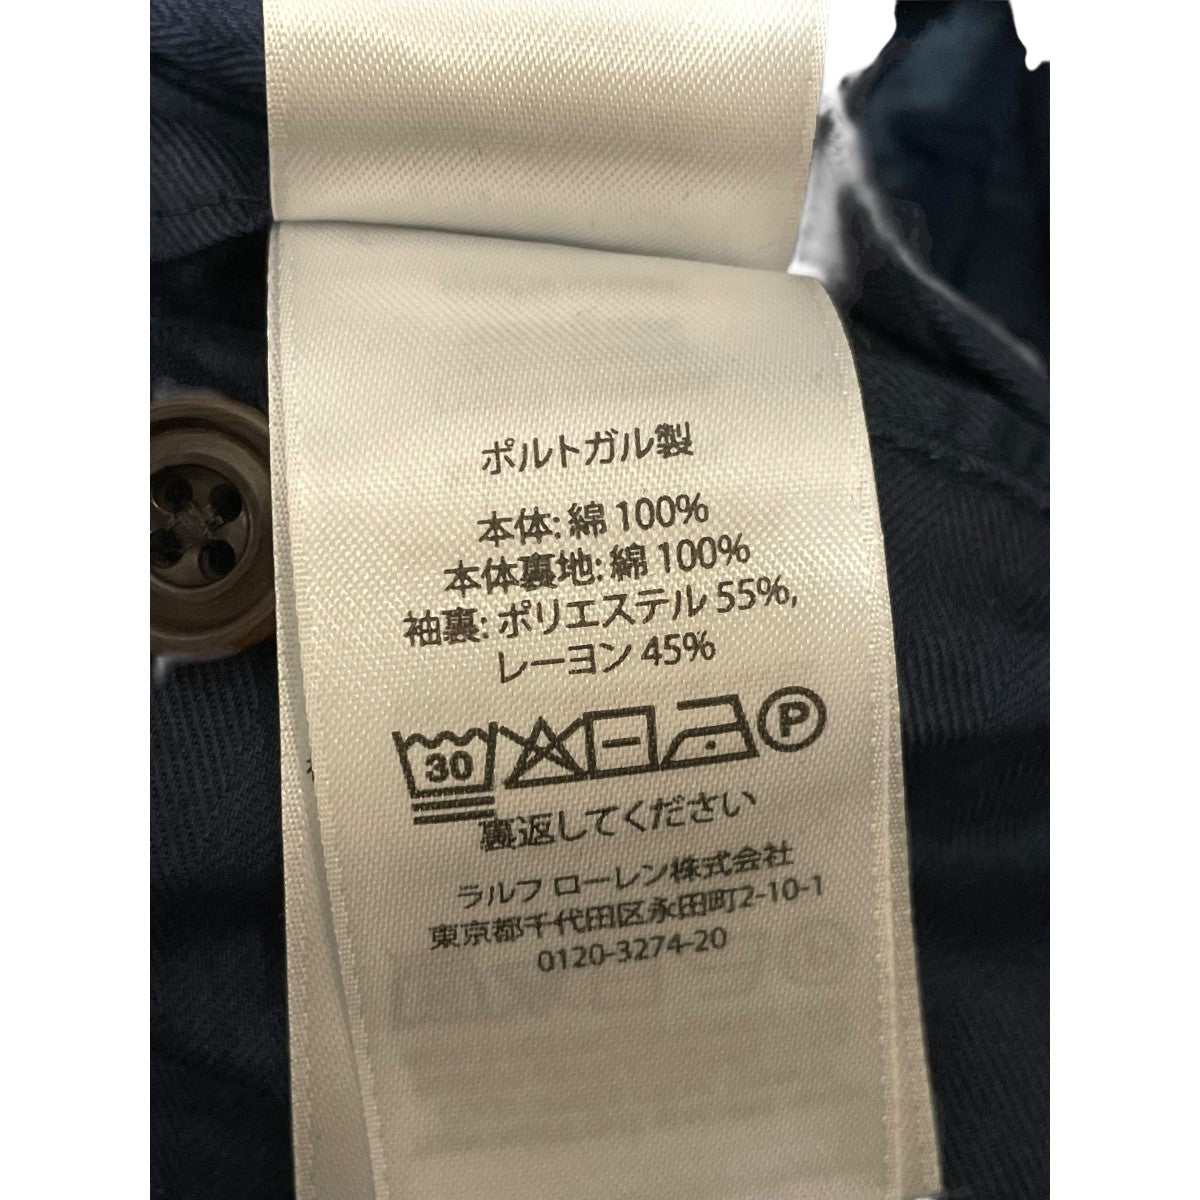 ポルトガル製
本体: 綿 100%
本体裏地: 綿 100%
袖裏: ポリエステル 55%,
レーヨン 45%
30 P
裏返してください
ラルフ ローレン株式会社
東京都千代田区永田町2-10-1
0120-3274-20